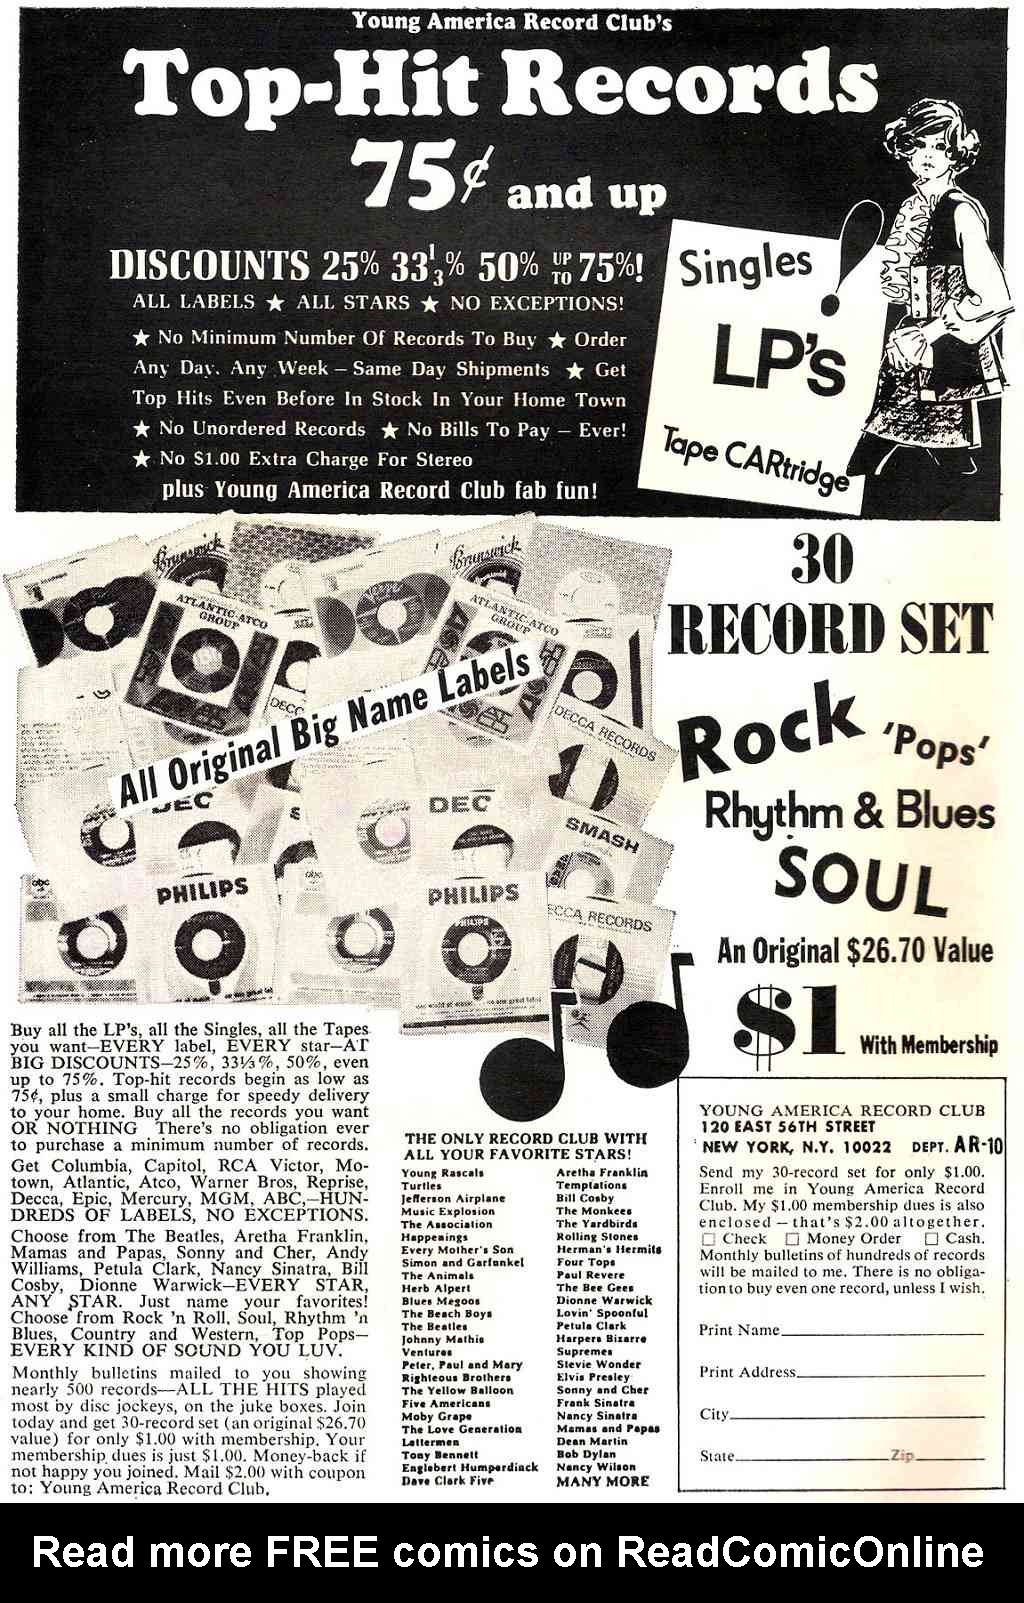 Young America Record Club's
Top-Hit Records
75¢ and up
DISCOUNTS 25% 33 1/3% 50% UP TO 75%!
ALL LABELS ★ ALL STARS ★ NO EXCEPTIONS!
★ No Minimum Number Of Records To Buy ★ Order
Any Day, Any Week – Same Day Shipments ★ Get
Top Hits Even Before In Stock In Your Home Town
★ No Unordered Records ★ No Bills To Pay – Ever!
★ No $1.00 Extra Charge For Stereo
plus Young America Record Club fab fun!
Singles
LP's
Tape CARtridge
Brunswick
Brunswick
ATLANTIC-ATCO
GROUP
ATLANTIC-ATCO
GROUP
All Original Big Name Labels
DECCA RECORDS
DEC
DEC
SMASH
abc
abc
PHILIPS
PHILIPS
PHILIPS
CCA RECORDS
30
RECORD SET
Rock 'Pops'
Rhythm & Blues
SOUL
An Original $26.70 Value
$1 With Membership
Buy all the LP's, all the Singles, all the Tapes
you want—EVERY label, EVERY star—AT
BIG DISCOUNTS—25%, 33⅓%, 50%, even
up to 75%. Top-hit records begin as low as
75¢, plus a small charge for speedy delivery
to your home. Buy all the records you want
OR NOTHING There's no obligation ever
to purchase a minimum number of records.
Get Columbia, Capitol, RCA Victor, Mo-
town, Atlantic, Atco, Warner Bros, Reprise,
Decca, Epic, Mercury, MGM, ABC,—HUN-
DREDS OF LABELS, NO EXCEPTIONS.
Choose from The Beatles, Aretha Franklin,
Mamas and Papas, Sonny and Cher, Andy
Williams, Petula Clark, Nancy Sinatra, Bill
Cosby, Dionne Warwick—EVERY STAR,
ANY STAR. Just name your favorites!
Choose from Rock 'n Roll, Soul, Rhythm 'n
Blues, Country and Western, Top Pops—
EVERY KIND OF SOUND YOU LUV.
Monthly bulletins mailed to you showing
nearly 500 records—ALL THE HITS played
most by disc jockeys, on the juke boxes. Join
today and get 30-record set (an original $26.70
value) for only $1.00 with membership. Your
membership dues is just $1.00. Money-back if
not happy you joined. Mail $2.00 with coupon
to: Young America Record Club.
THE ONLY RECORD CLUB WITH
ALL YOUR FAVORITE STARS!
Young Rascals
Turtles
Jefferson Airplane
Music Explosion
The Association
Happenings
Every Mother's Son
Simon and Garfunkel
The Animals
Herb Alpert
Blues Megoos
The Beach Boys
The Beatles
Johnny Mathis
Ventures
Peter, Paul and Mary
Righteous Brothers
The Yellow Balloon
Five Americans
Moby Grape
The Love Generation
Lettermen
Tony Bennett
Englebert Humperdinck
Dave Clark Five
Aretha Franklin
Temptations
Bill Cosby
The Monkees
The Yardbirds
Rolling Stones
Herman's Hermits
Four Tops
Paul Revere
The Bee Gees
Dionne Warwick
Lovin' Spoonful
Petula Clark
Harpers Bizarre
Supremes
Stevie Wonder
Elvis Presley
Sonny and Cher
Frank Sinatra
Nancy Sinatra
Mamas and Papas
Dean Martin
Bob Dylan
Nancy Wilson
MANY MORE
YOUNG AMERICA RECORD CLUB
120 EAST 56TH STREET
NEW YORK, N.Y. 10022 DEPT. AR-10
Send my 30-record set for only $1.00.
Enroll me in Young America Record
Club. My $1.00 membership dues is also
enclosed – that's $2.00 altogether.
☐ Check ☐ Money Order ☐ Cash.
Monthly bulletins of hundreds of records
will be mailed to me. There is no obliga-
tion to buy even one record, unless I wish.
Print Name
Print Address
City
State Zip
Read more FREE comics on ReadComicOnline